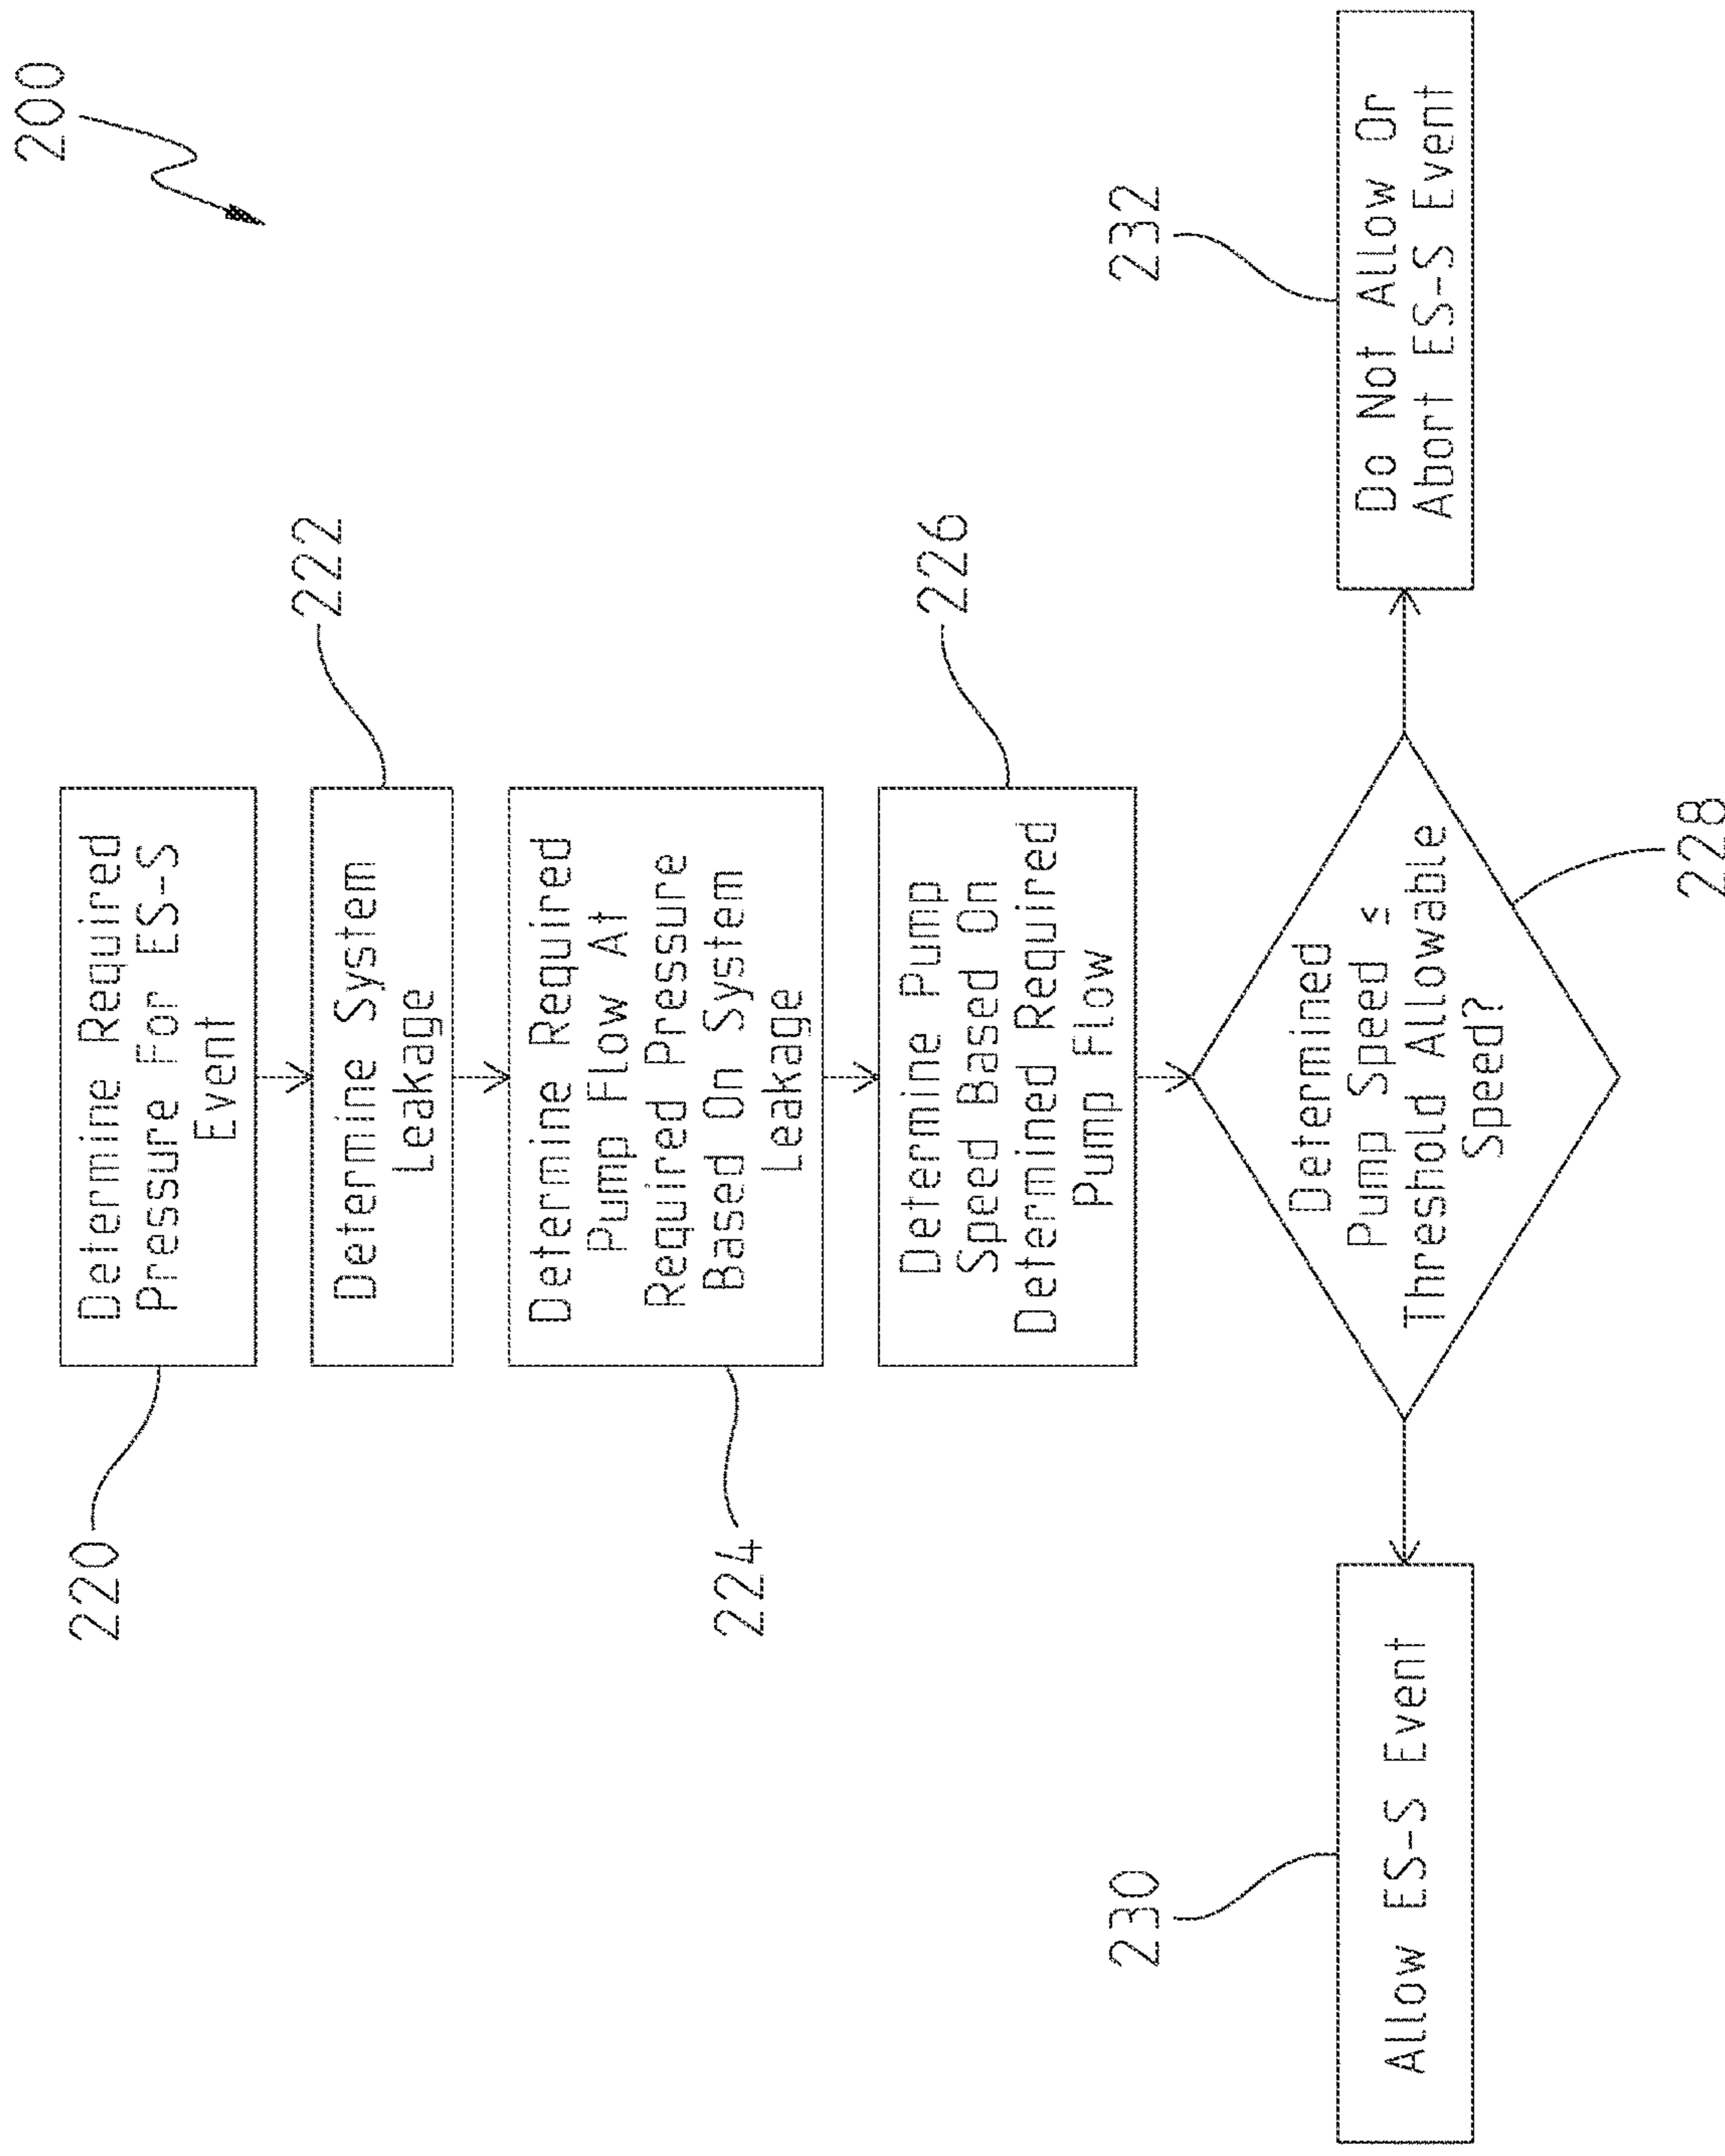 200
220
Determine Required
Pressure For ES-S
Event
222
Determine System
Leakage
224
Determine Required
Pump Flow At
Required Pressure
Based On System
Leakage
226
Determine Pump
Speed Based On
Determined Required
Pump Flow
228
Determined
Pump Speed ≤
Threshold Allowable
Speed?
230
Allow ES-S Event
232
Do Not Allow Or
Abort ES-S Event